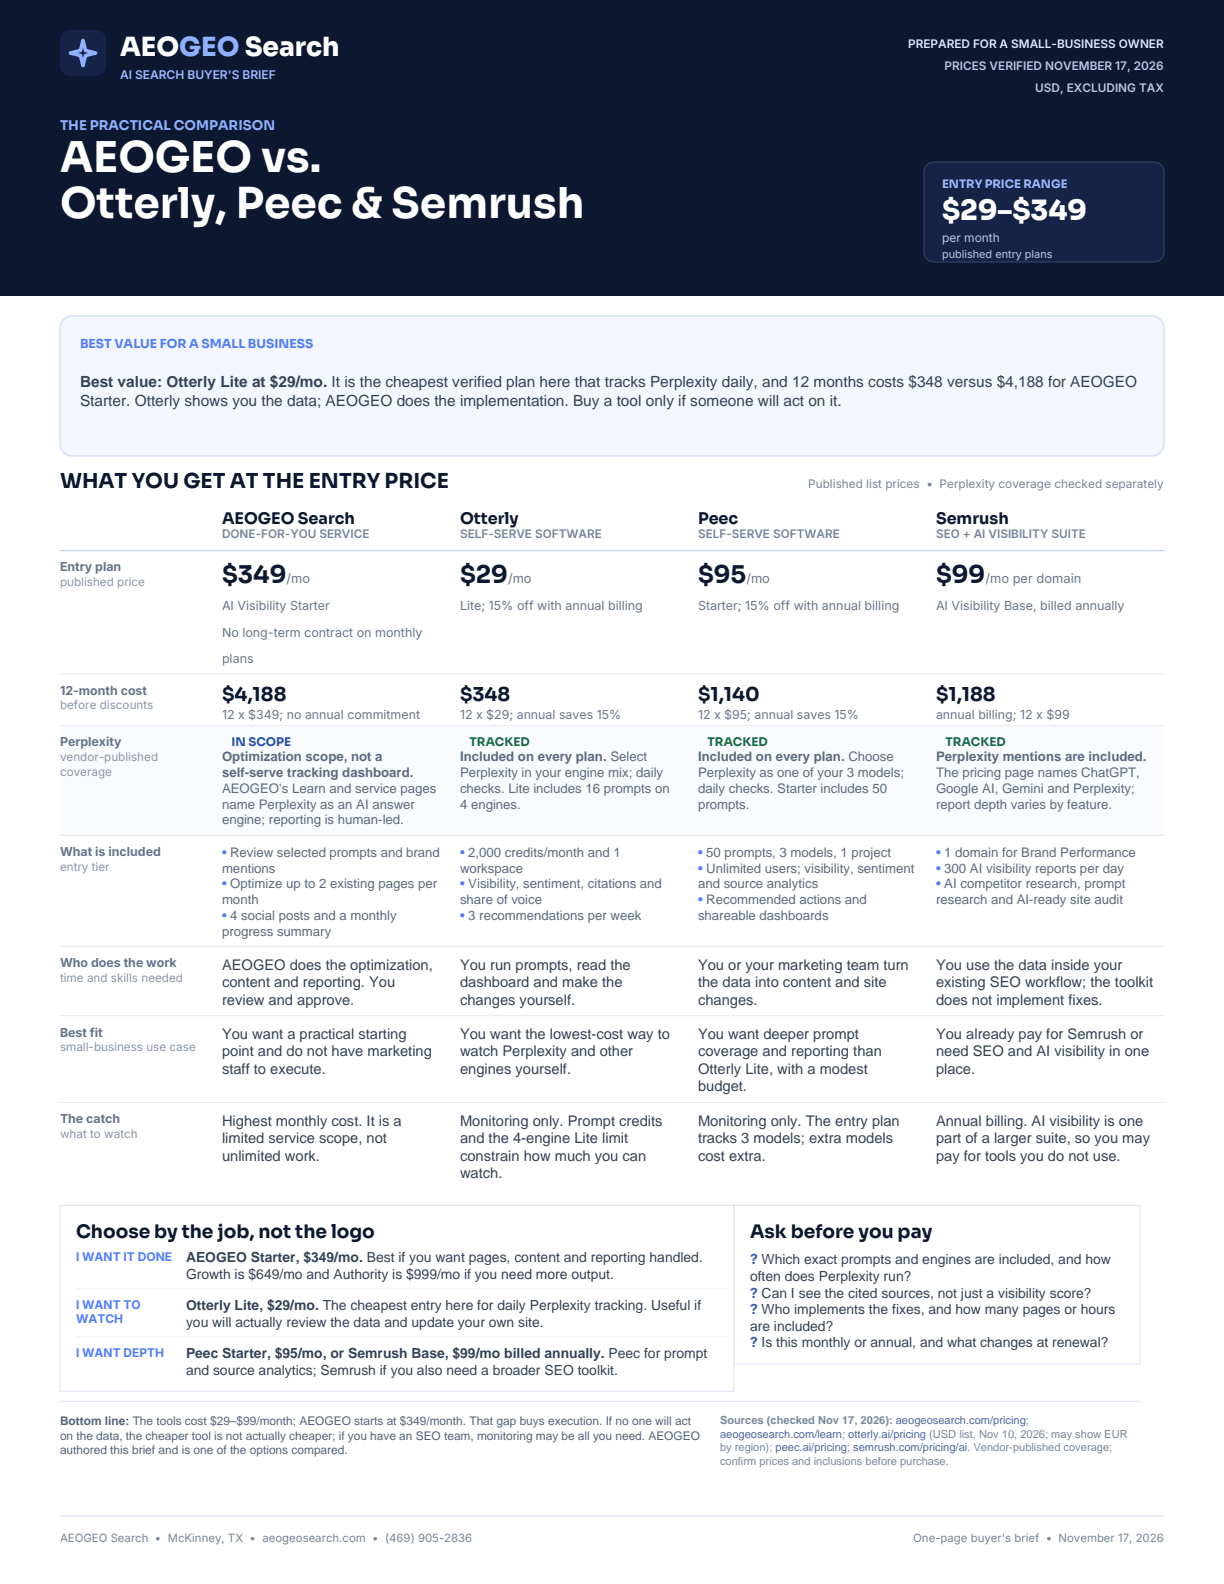 AEOGEO Search
AI SEARCH BUYER'S BRIEF
PREPARED FOR A SMALL-BUSINESS OWNER
PRICES VERIFIED NOVEMBER 17, 2026
USD, EXCLUDING TAX
THE PRACTICAL COMPARISON
AEOGEO vs.
Otterly, Peec & Semrush
ENTRY PRICE RANGE
$29–$349
per month
published entry plans
BEST VALUE FOR A SMALL BUSINESS
Best value: Otterly Lite at $29/mo. It is the cheapest verified plan here that tracks Perplexity daily, and 12 months costs $348 versus $4,188 for AEOGEO
Starter. Otterly shows you the data; AEOGEO does the implementation. Buy a tool only if someone will act on it.
WHAT YOU GET AT THE ENTRY PRICE
Published list prices • Perplexity coverage checked separately
AEOGEO Search
DONE-FOR-YOU SERVICE
Otterly
SELF-SERVE SOFTWARE
Peec
SELF-SERVE SOFTWARE
Semrush
SEO + AI VISIBILITY SUITE
Entry plan
published price
$349/mo
AI Visibility Starter
No long-term contract on monthly
plans
$29/mo
Lite; 15% off with annual billing
$95/mo
Starter; 15% off with annual billing
$99/mo per domain
AI Visibility Base, billed annually
12-month cost
before discounts
$4,188
12 x $349; no annual commitment
$348
12 x $29; annual saves 15%
$1,140
12 x $95; annual saves 15%
$1,188
annual billing; 12 x $99
Perplexity
vendor-published
coverage
IN SCOPE
Optimization scope, not a
self-serve tracking dashboard.
AEOGEO's Learn and service pages
name Perplexity as an AI answer
engine; reporting is human-led.
TRACKED
Included on every plan. Select
Perplexity in your engine mix; daily
checks. Lite includes 16 prompts on
4 engines.
TRACKED
Included on every plan. Choose
Perplexity as one of your 3 models;
daily checks. Starter includes 50
prompts.
TRACKED
Perplexity mentions are included.
The pricing page names ChatGPT,
Google AI, Gemini and Perplexity;
report depth varies by feature.
What is included
entry tier
• Review selected prompts and brand
mentions
• Optimize up to 2 existing pages per
month
• 4 social posts and a monthly
progress summary
• 2,000 credits/month and 1
workspace
• Visibility, sentiment, citations and
share of voice
• 3 recommendations per week
• 50 prompts, 3 models, 1 project
• Unlimited users; visibility, sentiment
and source analytics
• Recommended actions and
shareable dashboards
• 1 domain for Brand Performance
• 300 AI visibility reports per day
• AI competitor research, prompt
research and AI-ready site audit
Who does the work
time and skills needed
AEOGEO does the optimization,
content and reporting. You
review and approve.
You run prompts, read the
dashboard and make the
changes yourself.
You or your marketing team turn
the data into content and site
changes.
You use the data inside your
existing SEO workflow; the toolkit
does not implement fixes.
Best fit
small-business use case
You want a practical starting
point and do not have marketing
staff to execute.
You want the lowest-cost way to
watch Perplexity and other
engines yourself.
You want deeper prompt
coverage and reporting than
Otterly Lite, with a modest
budget.
You already pay for Semrush or
need SEO and AI visibility in one
place.
The catch
what to watch
Highest monthly cost. It is a
limited service scope, not
unlimited work.
Monitoring only. Prompt credits
and the 4-engine Lite limit
constrain how much you can
watch.
Monitoring only. The entry plan
tracks 3 models; extra models
cost extra.
Annual billing. AI visibility is one
part of a larger suite, so you may
pay for tools you do not use.
Choose by the job, not the logo
I WANT IT DONE
AEOGEO Starter, $349/mo. Best if you want pages, content and reporting handled.
Growth is $649/mo and Authority is $999/mo if you need more output.
I WANT TO
WATCH
Otterly Lite, $29/mo. The cheapest entry here for daily Perplexity tracking. Useful if
you will actually review the data and update your own site.
I WANT DEPTH
Peec Starter, $95/mo, or Semrush Base, $99/mo billed annually. Peec for prompt
and source analytics; Semrush if you also need a broader SEO toolkit.
Ask before you pay
? Which exact prompts and engines are included, and how
often does Perplexity run?
? Can I see the cited sources, not just a visibility score?
? Who implements the fixes, and how many pages or hours
are included?
? Is this monthly or annual, and what changes at renewal?
Bottom line: The tools cost $29–$99/month; AEOGEO starts at $349/month. That gap buys execution. If no one will act
on the data, the cheaper tool is not actually cheaper; if you have an SEO team, monitoring may be all you need. AEOGEO
authored this brief and is one of the options compared.
Sources (checked Nov 17, 2026): aeogeosearch.com/pricing;
aeogeosearch.com/learn; otterly.ai/pricing (USD list, Nov 10, 2026; may show EUR
by region); peec.ai/pricing; semrush.com/pricing/ai. Vendor-published coverage;
confirm prices and inclusions before purchase.
AEOGEO Search • McKinney, TX • aeogeosearch.com • (469) 905-2836
One-page buyer's brief • November 17, 2026